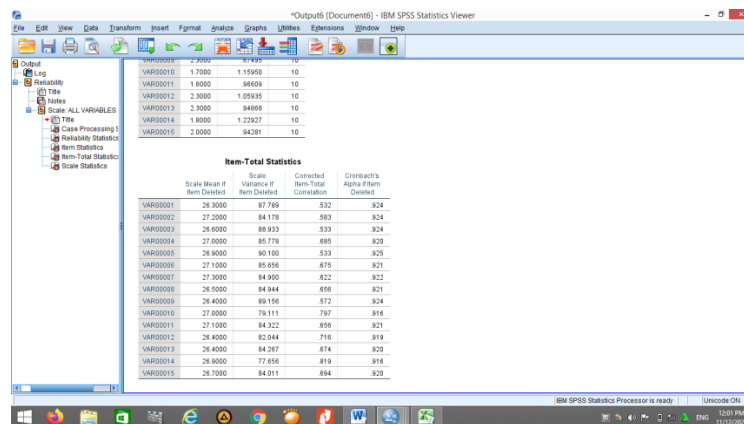 *Output6 [Document6] - IBM SPSS Statistics Viewer
File Edit View Data Transform Insert Format Analyze Graphs Utilities Extensions Window Help
Output
Log
Reliability
Title
Notes
Scale: ALL VARIABLES
Title
Case Processing S
Reliability Statistics
Item Statistics
Item-Total Statistics
Scale Statistics
VAR00009 2.3000 .67495 10
VAR00010 1.7000 1.15950 10
VAR00011 1.6000 .96609 10
VAR00012 2.3000 1.05935 10
VAR00013 2.3000 .94868 10
VAR00014 1.8000 1.22927 10
VAR00015 2.0000 .94281 10
Item-Total Statistics
Scale Mean if Item Deleted Scale Variance if Item Deleted Corrected Item-Total Correlation Cronbach's Alpha if Item Deleted
VAR00001 26.3000 87.789 .532 .924
VAR00002 27.2000 84.178 .583 .924
VAR00003 26.6000 88.933 .533 .924
VAR00004 27.0000 85.778 .685 .920
VAR00005 26.9000 90.100 .533 .925
VAR00006 27.1000 85.656 .675 .921
VAR00007 27.3000 84.900 .622 .922
VAR00008 26.5000 84.944 .656 .921
VAR00009 26.4000 89.156 .572 .924
VAR00010 27.0000 79.111 .797 .916
VAR00011 27.1000 84.322 .656 .921
VAR00012 26.4000 82.044 .716 .919
VAR00013 26.4000 84.267 .674 .920
VAR00014 26.9000 77.656 .819 .916
VAR00015 26.7000 84.011 .694 .920
IBM SPSS Statistics Processor is ready Unicode:ON
ENG 12:01 PM